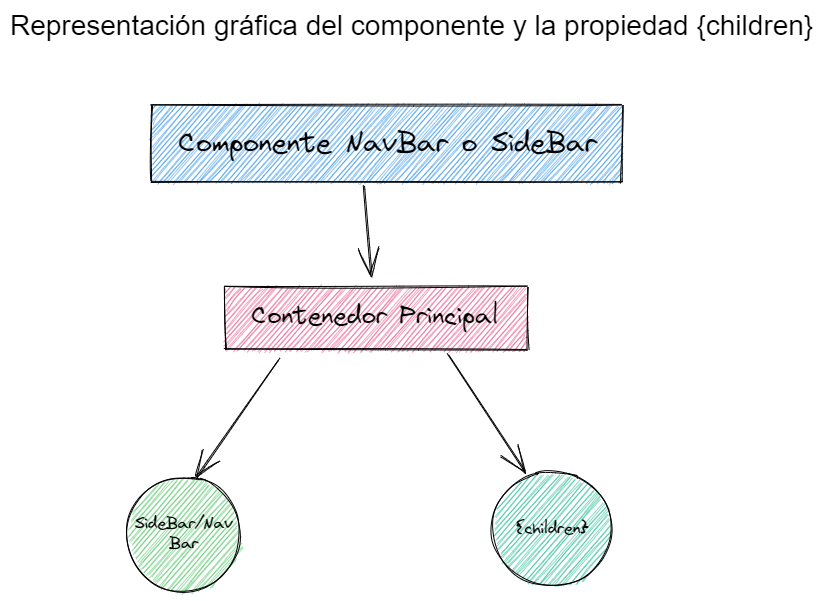 Representación gráfica del componente y la propiedad {children}
Componente NavBar o SideBar
Contenedor Principal
SideBar/Nav
Bar
{children}